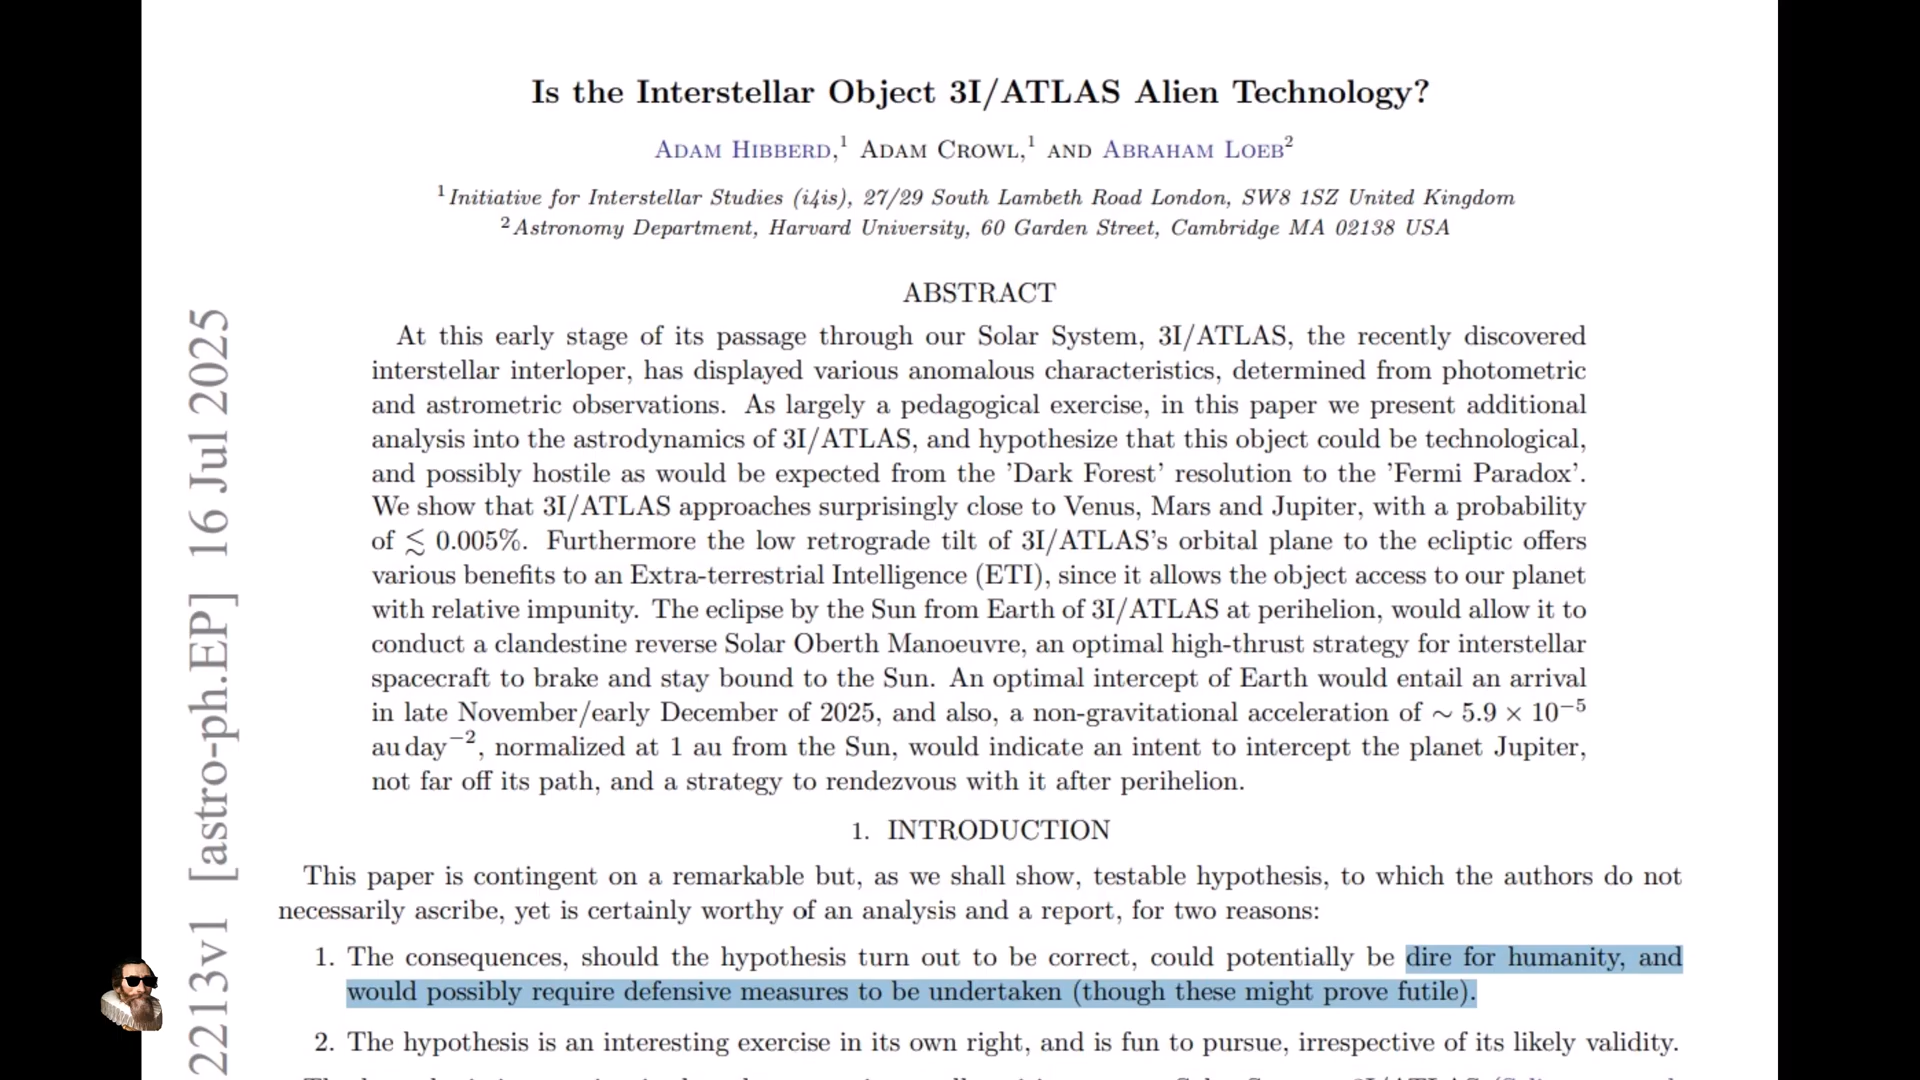 Is the Interstellar Object 3I/ATLAS Alien Technology?
Adam Hibberd,¹ Adam Crowl,¹ and Abraham Loeb²
¹ Initiative for Interstellar Studies (i4is), 27/29 South Lambeth Road London, SW8 1SZ United Kingdom
² Astronomy Department, Harvard University, 60 Garden Street, Cambridge MA 02138 USA
ABSTRACT
At this early stage of its passage through our Solar System, 3I/ATLAS, the recently discovered
interstellar interloper, has displayed various anomalous characteristics, determined from photometric
and astrometric observations. As largely a pedagogical exercise, in this paper we present additional
analysis into the astrodynamics of 3I/ATLAS, and hypothesize that this object could be technological,
and possibly hostile as would be expected from the 'Dark Forest' resolution to the 'Fermi Paradox'.
We show that 3I/ATLAS approaches surprisingly close to Venus, Mars and Jupiter, with a probability
of ≲ 0.005%. Furthermore the low retrograde tilt of 3I/ATLAS's orbital plane to the ecliptic offers
various benefits to an Extra-terrestrial Intelligence (ETI), since it allows the object access to our planet
with relative impunity. The eclipse by the Sun from Earth of 3I/ATLAS at perihelion, would allow it to
conduct a clandestine reverse Solar Oberth Manoeuvre, an optimal high-thrust strategy for interstellar
spacecraft to brake and stay bound to the Sun. An optimal intercept of Earth would entail an arrival
in late November/early December of 2025, and also, a non-gravitational acceleration of ∼ 5.9 × 10⁻⁵
au day⁻², normalized at 1 au from the Sun, would indicate an intent to intercept the planet Jupiter,
not far off its path, and a strategy to rendezvous with it after perihelion.
1. INTRODUCTION
This paper is contingent on a remarkable but, as we shall show, testable hypothesis, to which the authors do not
necessarily ascribe, yet is certainly worthy of an analysis and a report, for two reasons:
1. The consequences, should the hypothesis turn out to be correct, could potentially be dire for humanity, and
would possibly require defensive measures to be undertaken (though these might prove futile).
2. The hypothesis is an interesting exercise in its own right, and is fun to pursue, irrespective of its likely validity.
2213v1 [astro-ph.EP] 16 Jul 2025